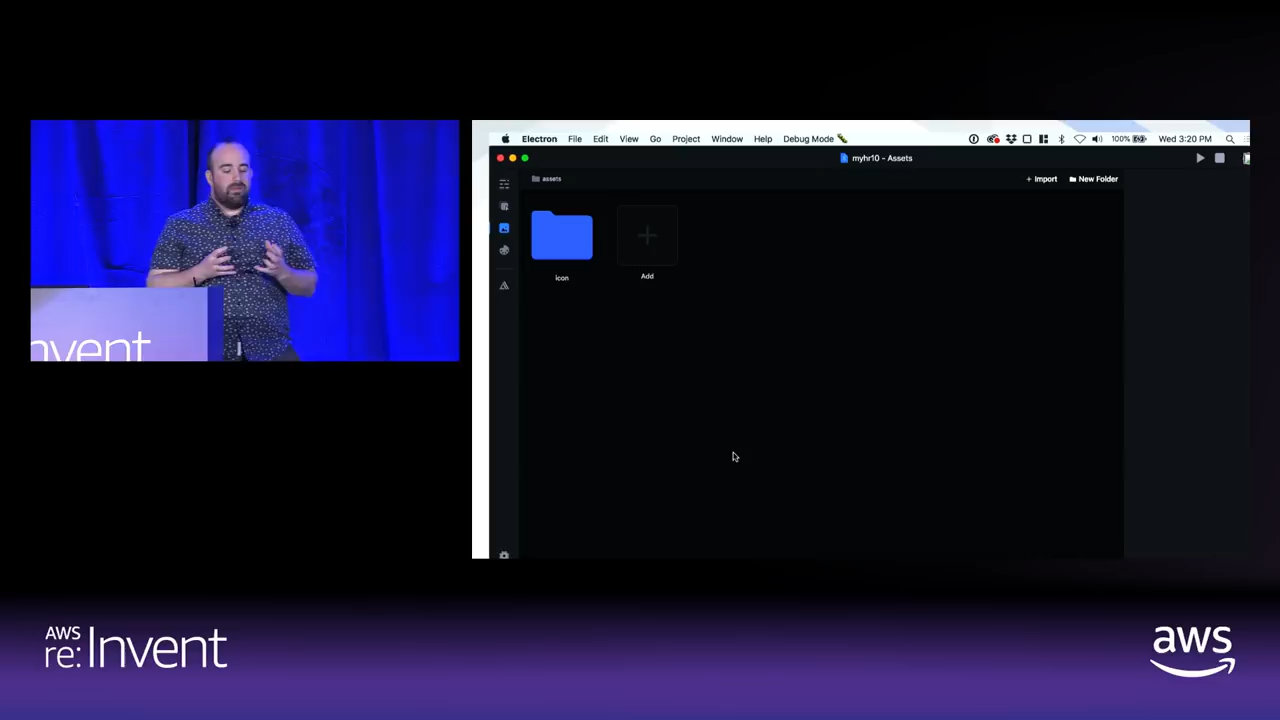 nvent
Electron File Edit View Go Project Window Help Debug Mode 100% Wed 3:20 PM
myhr10 - Assets
assets
+ Import
New Folder
icon
Add
AWS
re:Invent
aws